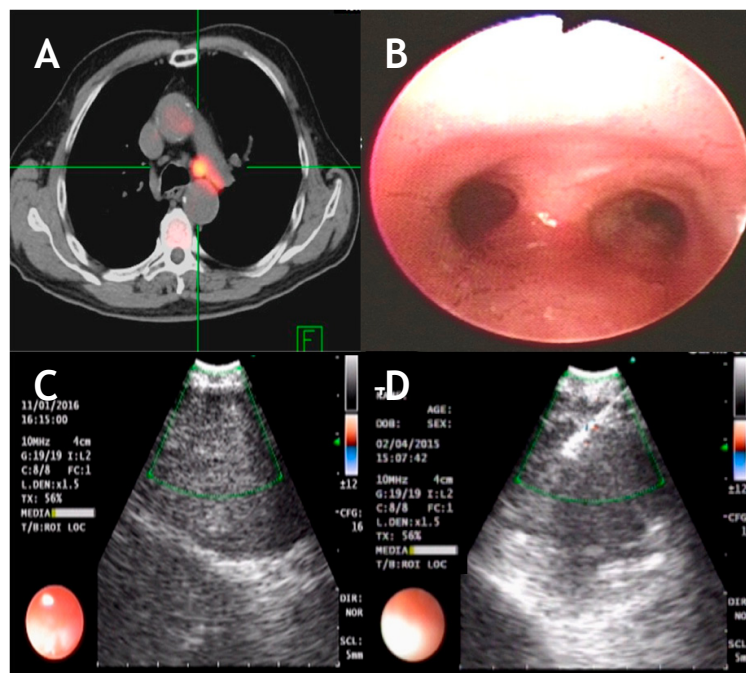 A
B
F
C
11/01/2016
16:15:00
10MHz 4cm
G:19/19 I:L2
C:8/8 FC:1
L.DEN:x1.5
TX: 56%
MEDIA
T/B:ROI LOC
±12
CFG:
16
DIR:
NOR
SCL:
5mm
D
AGE:
DOB: SEX:
02/04/2015
15:07:42
10MHz 4cm
G:19/19 I:L2
C:8/8 FC:1
L.DEN:x1.5
TX: 56%
MEDIA
T/B:ROI LOC
±12
-CFG:
16
DIR:
NOR
SCL:
5mm